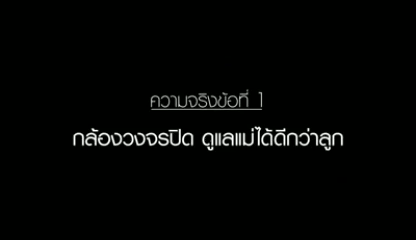 ความจริงข้อที่ 1
กล้องวงจรปิด ดูแลแม่ได้ดีกว่าลูก